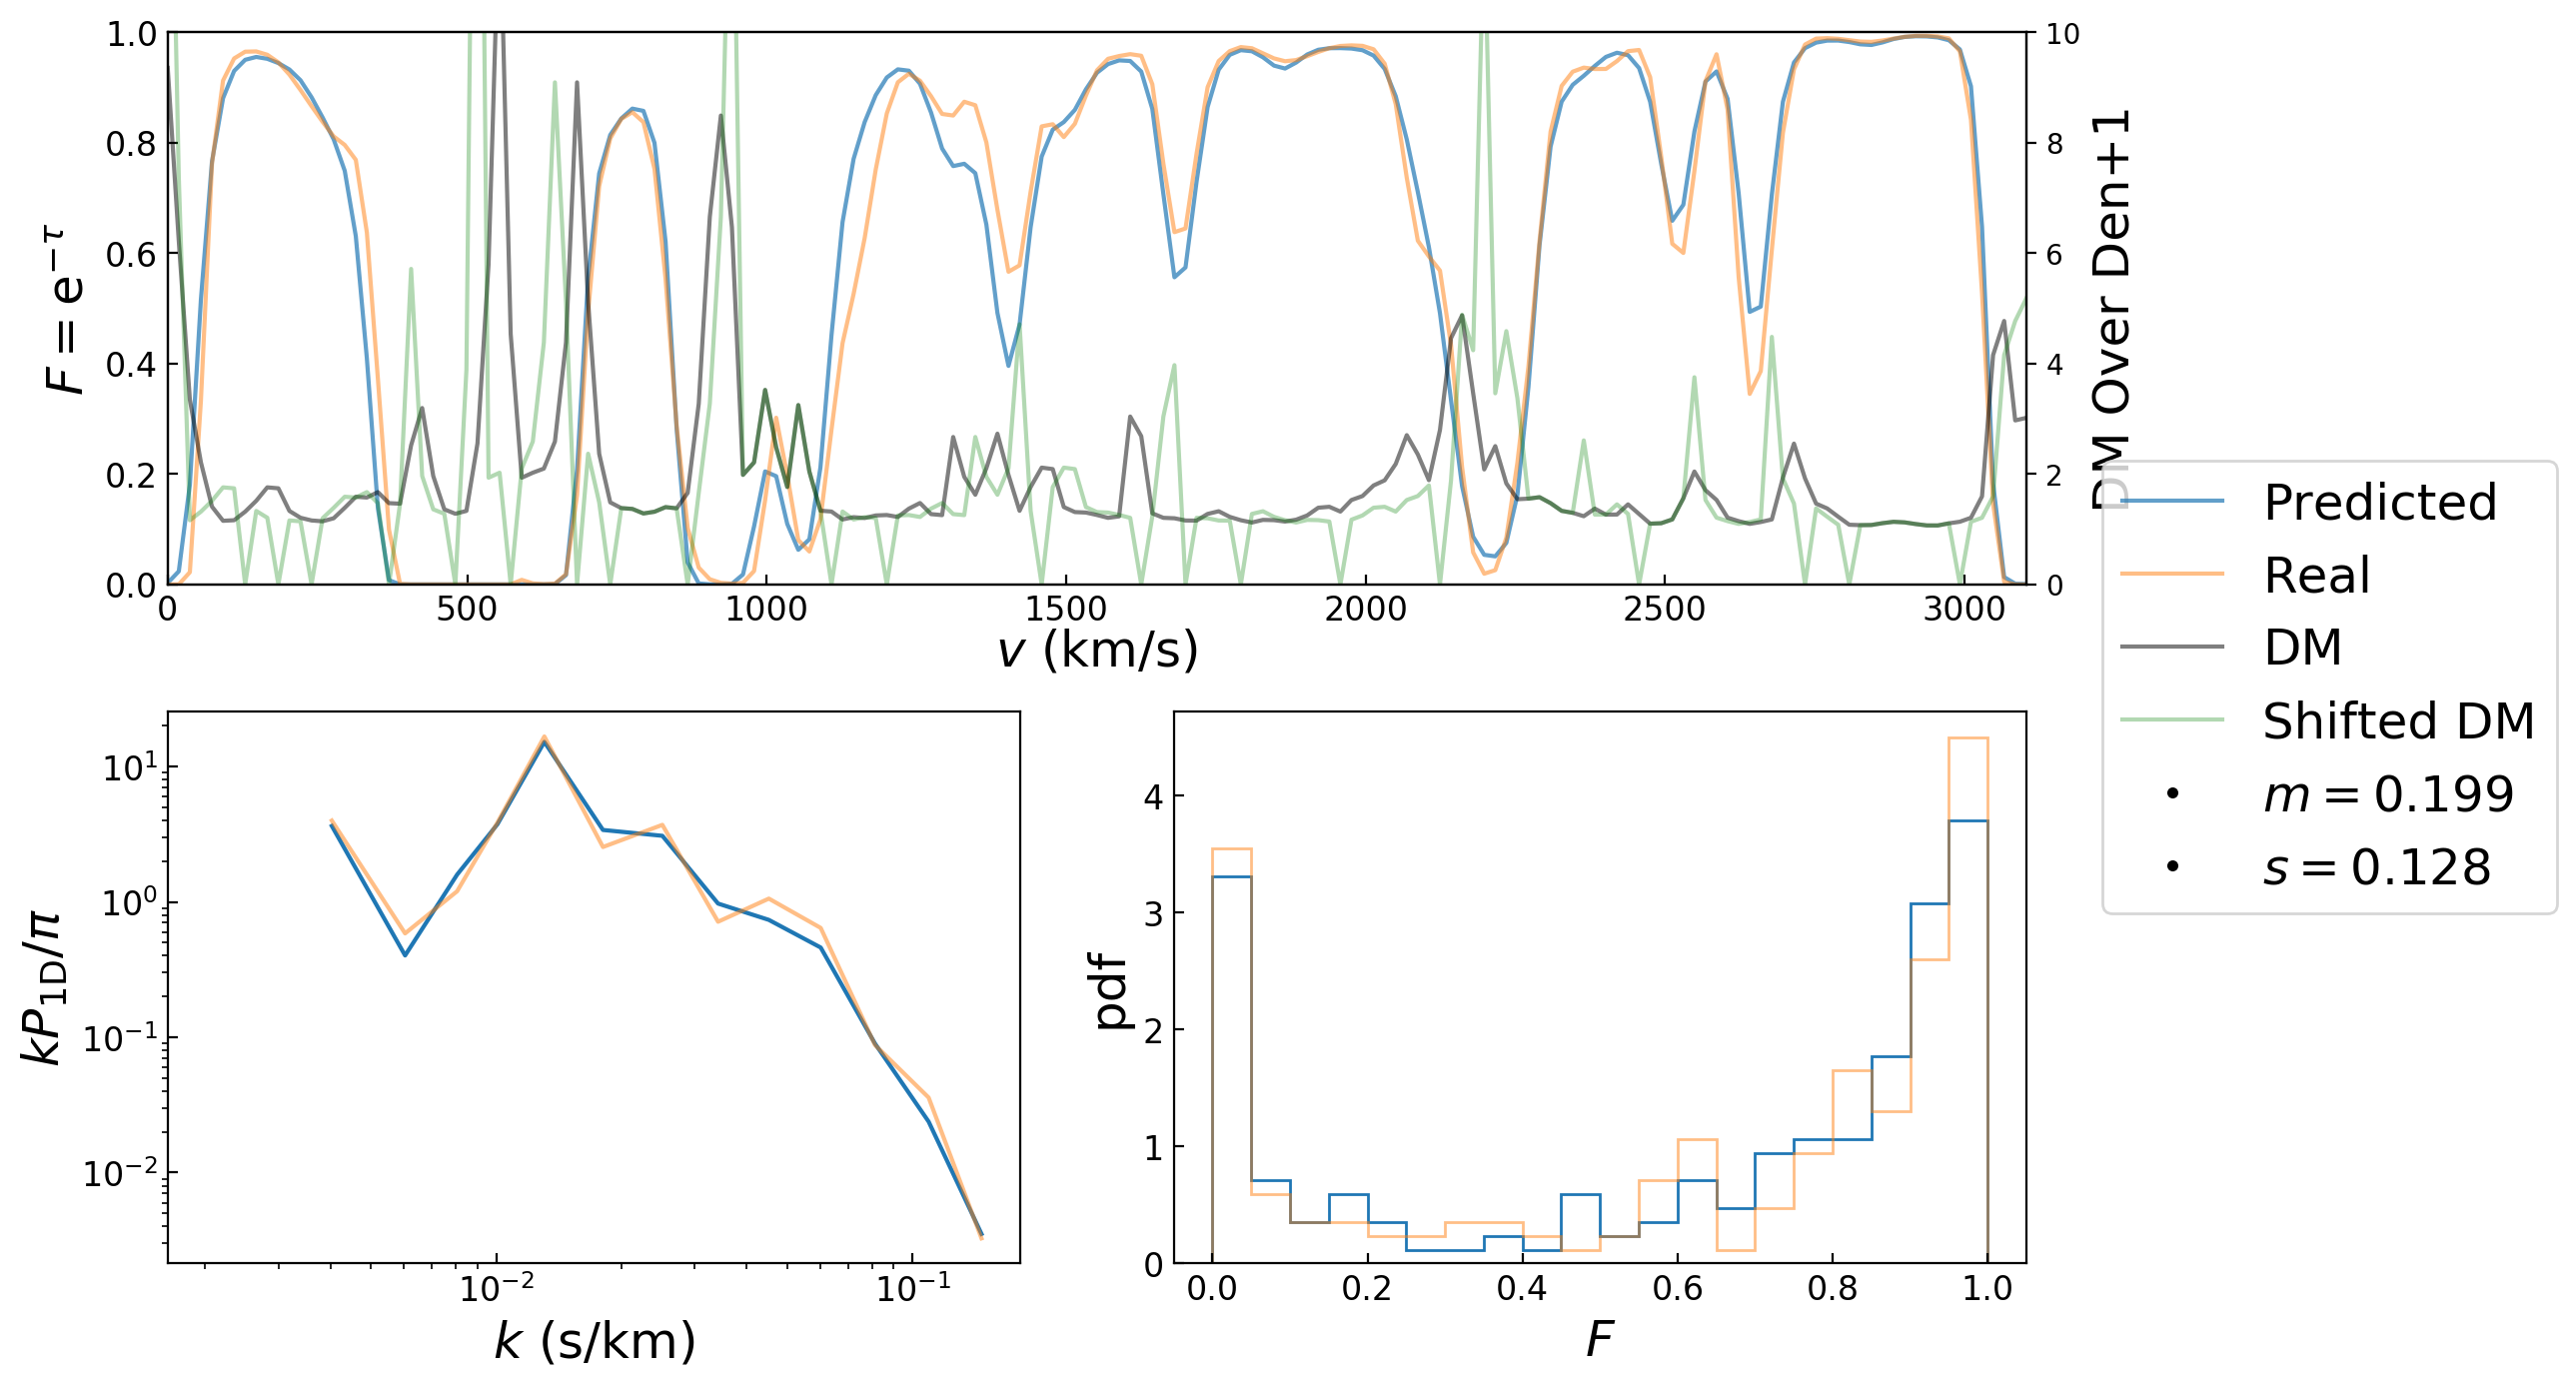 1.0
0.8
0.6
0.4
0.2
0.0
F = e^{-τ}
10
8
6
4
2
0
DM Over Den+1
0 500 1000 1500 2000 2500 3000
v (km/s)
Predicted
Real
DM
Shifted DM
m = 0.199
s = 0.128
10^1
10^0
10^{-1}
10^{-2}
kP_{1D}/π
10^{-2} 10^{-1}
k (s/km)
4
3
2
1
0
pdf
0.0 0.2 0.4 0.6 0.8 1.0
F